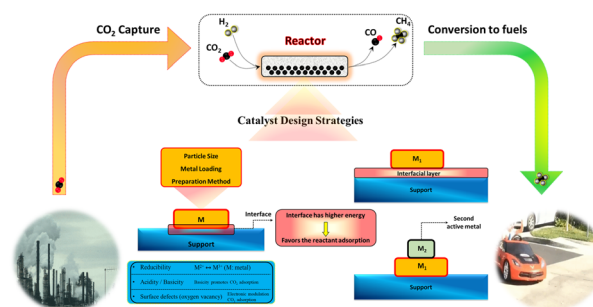 CO2 Capture
H2
CO2
Reactor
CO
CH4
Conversion to fuels
Catalyst Design Strategies
Particle Size
Metal Loading
Preparation Method
M
Support
Interface
Interface has higher energy
Favors the reactant adsorption
M1
Interfacial layer
Support
Second
active metal
M2
M1
Support
• Reducibility
• Acidity / Basicity Basicity promotes CO2 adsorption
• Surface defects (oxygen vacancy) Electronic modulation
CO2 adsorption